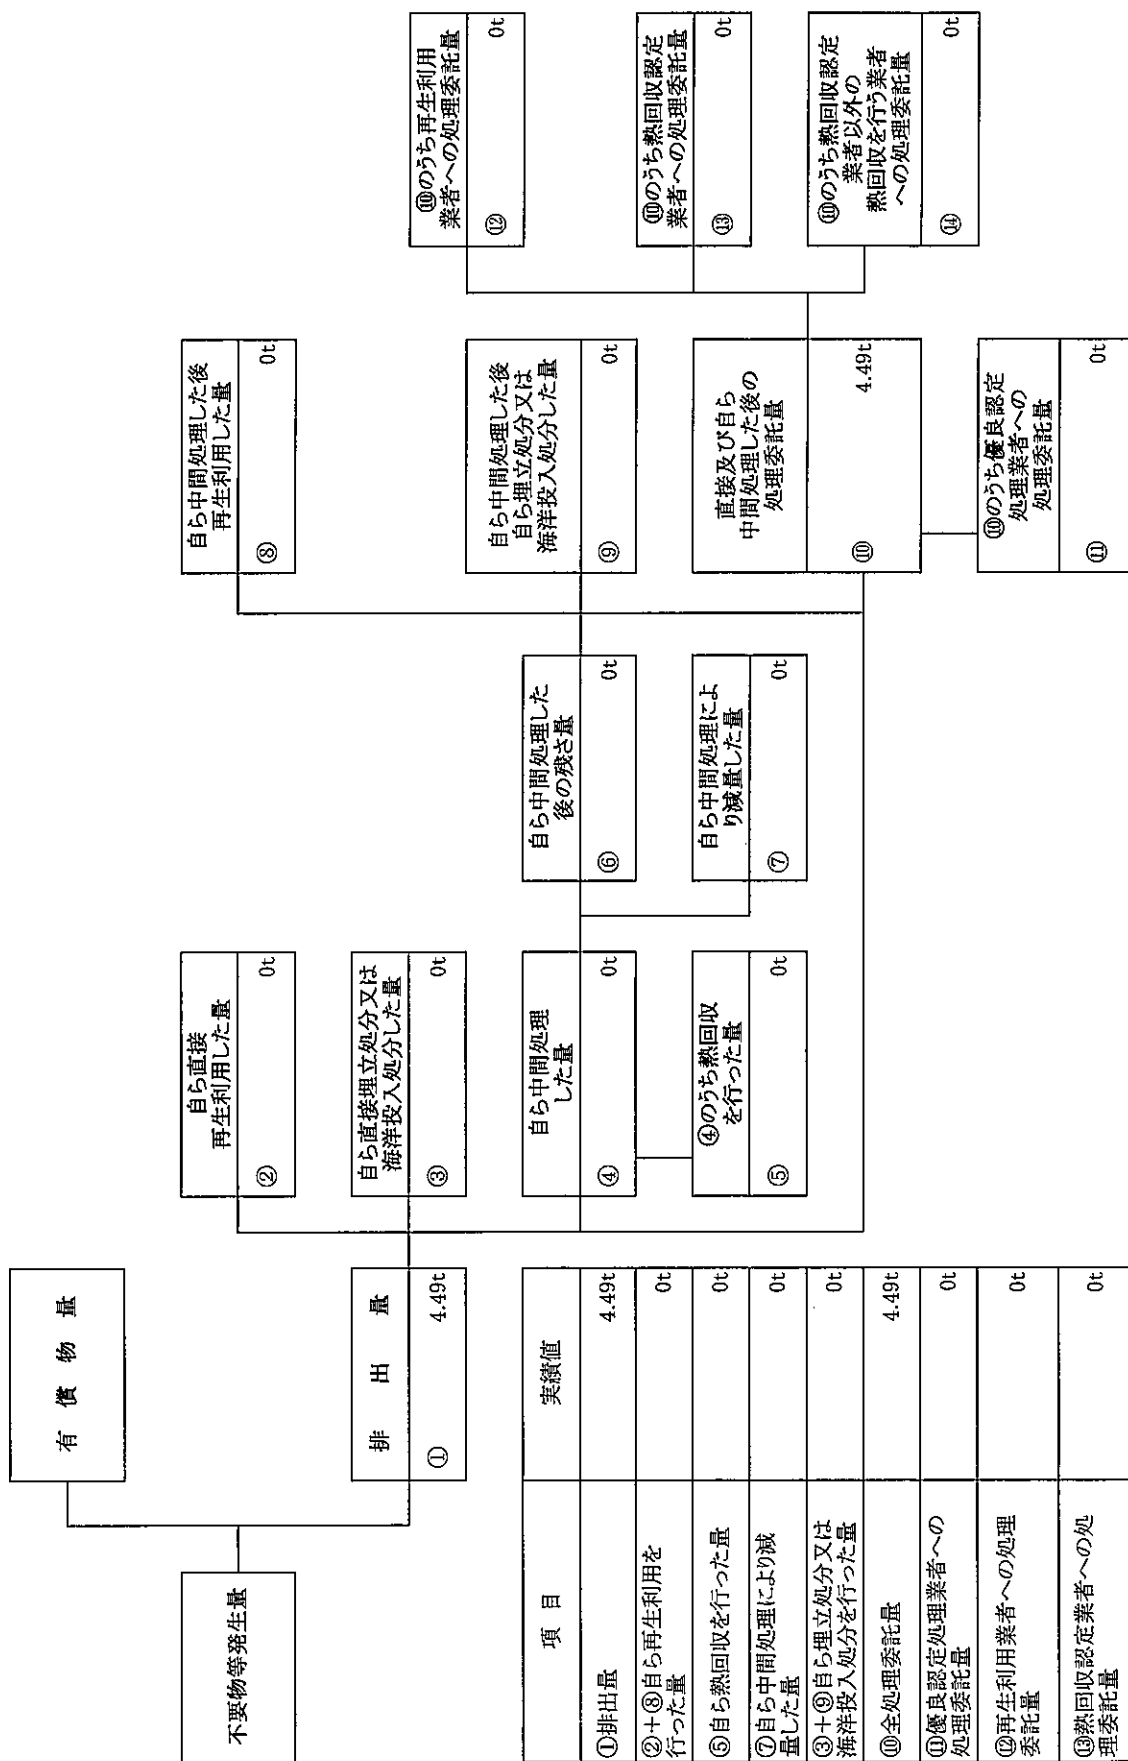 不要物等発生量
有償物量
排出量
① 4.49t
自ら直接
再生利用した量
② 0t
自ら直接埋立処分又は
海洋投入処分した量
③ 0t
自ら中間処理
した量
④ 0t
④のうち熱回収
を行った量
⑤ 0t
自ら中間処理した
後の残さ量
⑥ 0t
自ら中間処理によ
り減量した量
⑦ 0t
自ら中間処理した後
再生利用した量
⑧ 0t
自ら中間処理した後
自ら埋立処分又は
海洋投入処分した量
⑨ 0t
直接及び自ら
中間処理した後の
処理委託量
⑩ 4.49t
⑩のうち優良認定
処理業者への
処理委託量
⑪ 0t
⑩のうち再生利用
業者への処理委託量
⑫ 0t
⑩のうち熱回収認定
業者への処理委託量
⑬ 0t
⑩のうち熱回収認定
業者以外の
熱回収を行う業者
への処理委託量
⑭ 0t
項目 実績値
①排出量 4.49t
②+⑧自ら再生利用を
行った量 0t
⑤自ら熱回収を行った量 0t
⑦自ら中間処理により減
量した量 0t
③+⑨自ら埋立処分又は
海洋投入処分を行った量 0t
⑩全処理委託量 4.49t
⑪優良認定処理業者への
処理委託量 0t
⑫再生利用業者への処理
委託量 0t
⑬熱回収認定業者への処
理委託量 0t